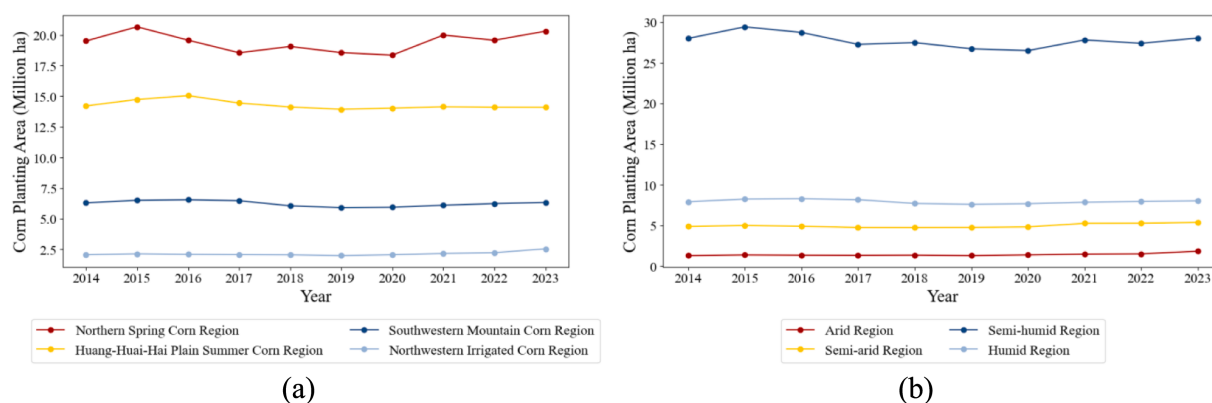 Corn Planting Area (Million ha)
20.0
17.5
15.0
12.5
10.0
7.5
5.0
2.5
2014 2015 2016 2017 2018 2019 2020 2021 2022 2023
Year
Northern Spring Corn Region
Southwestern Mountain Corn Region
Huang-Huai-Hai Plain Summer Corn Region
Northwestern Irrigated Corn Region
(a)
Corn Planting Area (Million ha)
30
25
20
15
10
5
0
2014 2015 2016 2017 2018 2019 2020 2021 2022 2023
Year
Arid Region
Semi-humid Region
Semi-arid Region
Humid Region
(b)